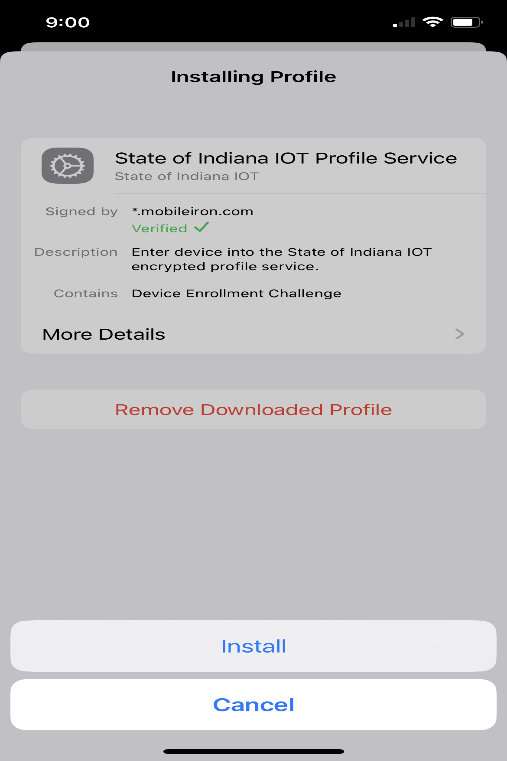 9:00
Installing Profile
State of Indiana IOT Profile Service
State of Indiana IOT
Signed by *.mobileiron.com
Verified
Description Enter device into the State of Indiana IOT
encrypted profile service.
Contains Device Enrollment Challenge
More Details
Remove Downloaded Profile
Install
Cancel